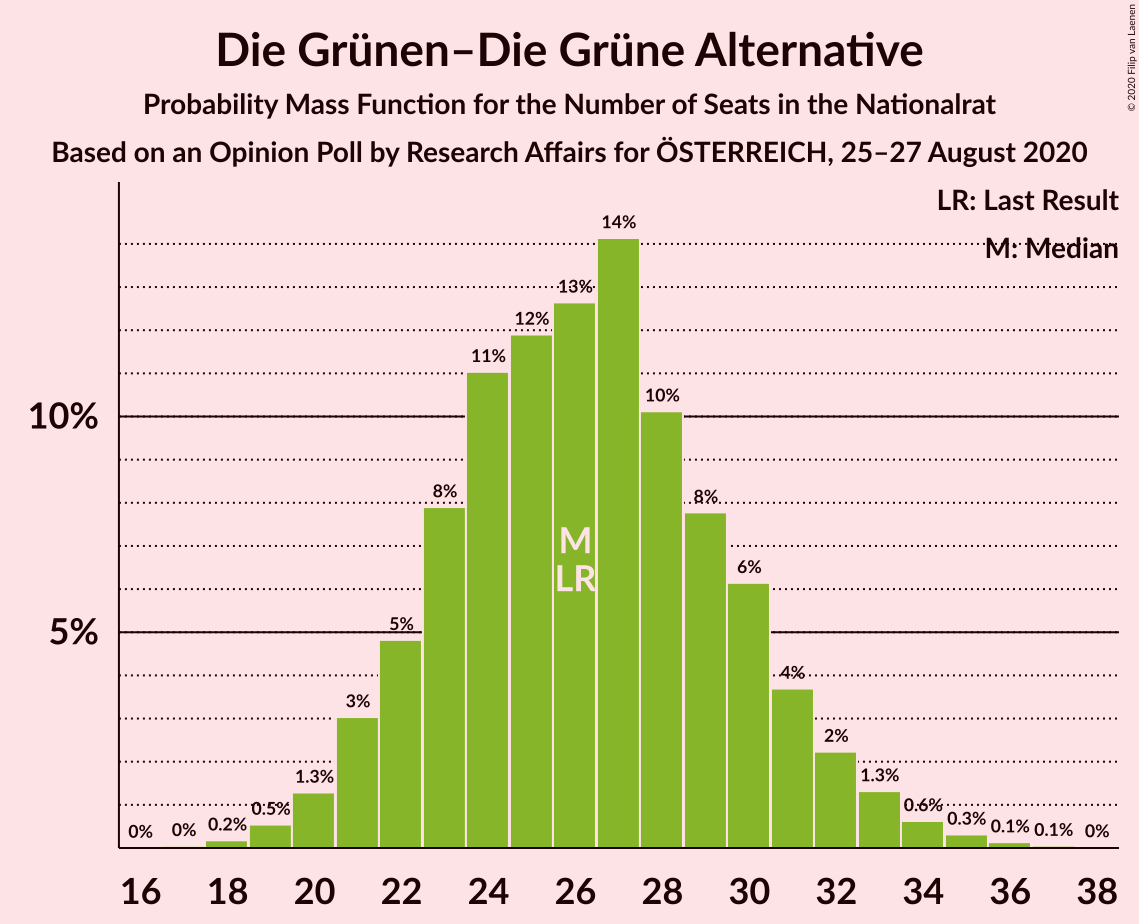 Die Grünen–Die Grüne Alternative
Probability Mass Function for the Number of Seats in the Nationalrat
Based on an Opinion Poll by Research Affairs for ÖSTERREICH, 25–27 August 2020
© 2020 Filip van Laenen
LR: Last Result
M: Median
10%
5%
0%
0%
0.2%
0.5%
1.3%
3%
5%
8%
11%
12%
13%
14%
10%
8%
6%
4%
2%
1.3%
0.6%
0.3%
0.1%
0.1%
0%
M
LR
16 18 20 22 24 26 28 30 32 34 36 38